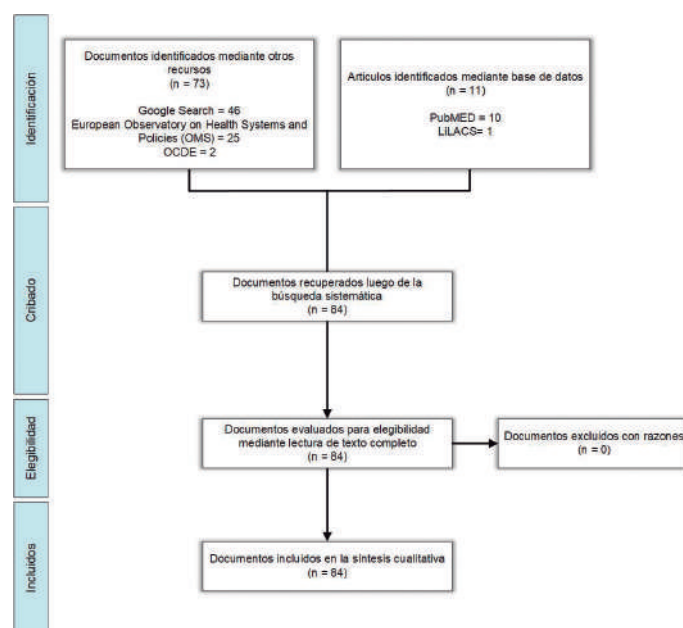 Identificación
Documentos identificados mediante otros
recursos
(n = 73)
Google Search = 46
European Observatory on Health Systems and
Policies (OMS) = 25
OCDE = 2
Artículos identificados mediante base de datos
(n = 11)
PubMED = 10
LiLACS= 1
Cribado
Documentos recuperados luego de la
búsqueda sistemática
(n = 84)
Elegibilidad
Documentos evaluados para elegibilidad
mediante lectura de texto completo
(n = 84)
Documentos excluidos con razones
(n = 0)
Incluidos
Documentos incluidos en la síntesis cualitativa
(n = 84)